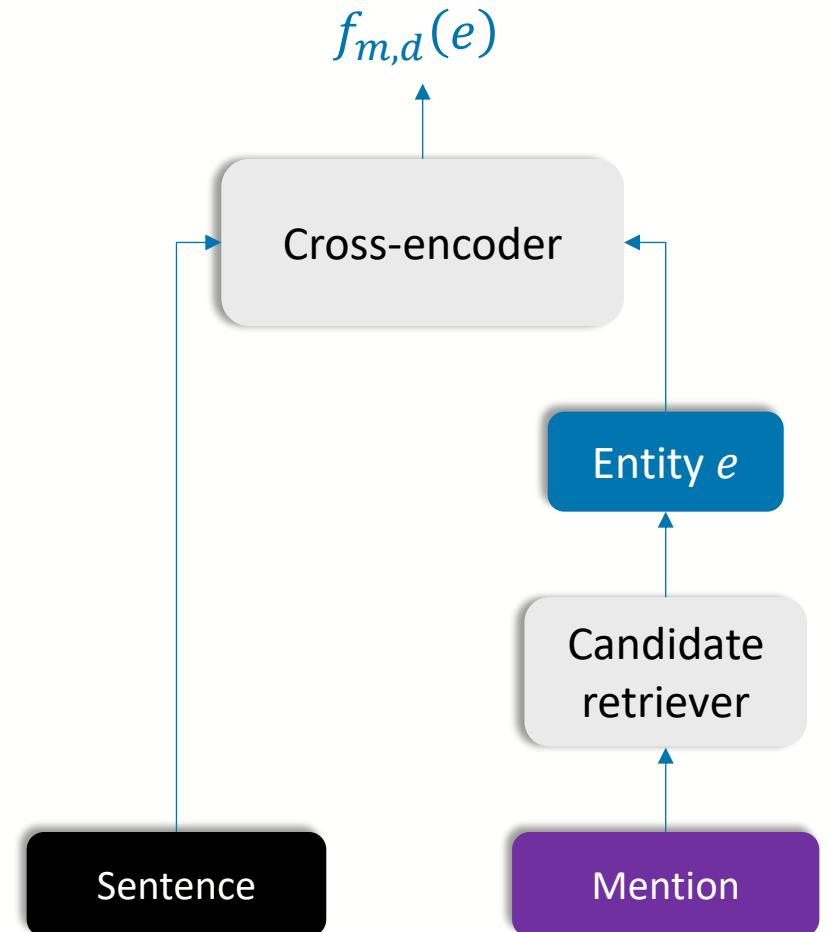 f_{m,d}(e)
Cross-encoder
Entity e
Candidate
retriever
Sentence
Mention